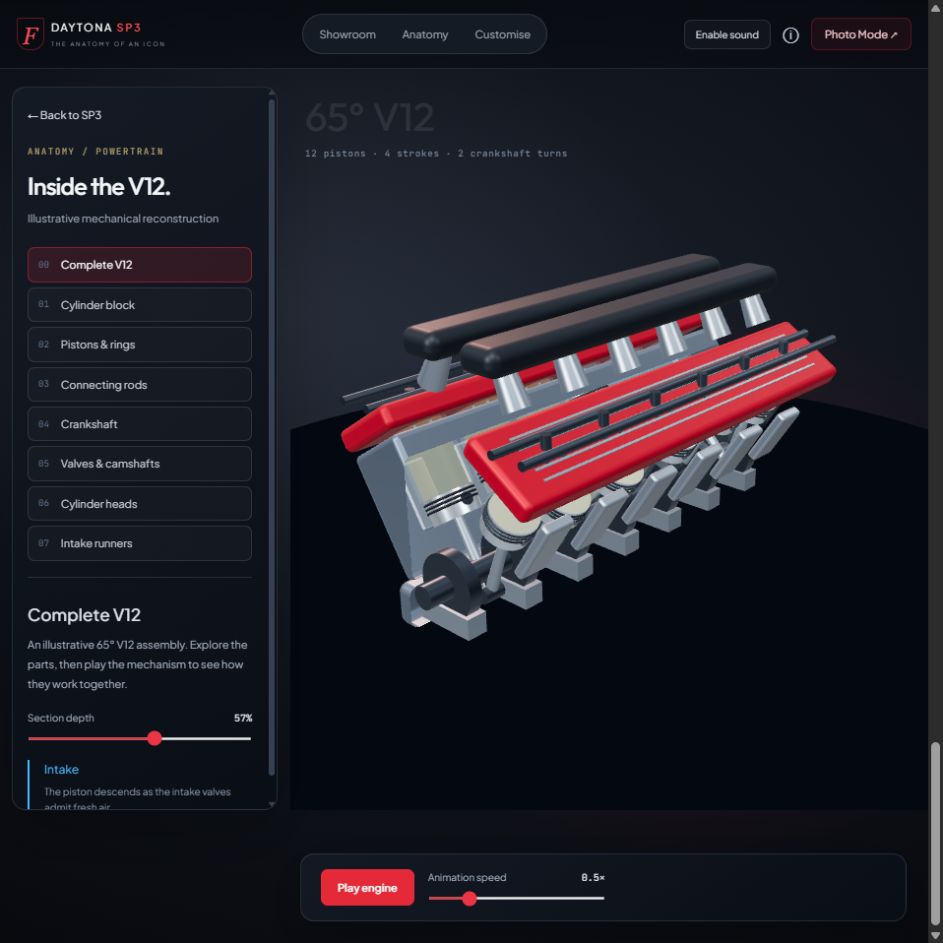 F
DAYTONA SP3
THE ANATOMY OF AN ICON
Showroom
Anatomy
Customise
Enable sound
Photo Mode ↗
← Back to SP3
ANATOMY / POWERTRAIN
Inside the V12.
Illustrative mechanical reconstruction
00 Complete V12
01 Cylinder block
02 Pistons & rings
03 Connecting rods
04 Crankshaft
05 Valves & camshafts
06 Cylinder heads
07 Intake runners
Complete V12
An illustrative 65° V12 assembly. Explore the
parts, then play the mechanism to see how
they work together.
Section depth 57%
Intake
The piston descends as the intake valves
admit fresh air
65° V12
12 pistons · 4 strokes · 2 crankshaft turns
Play engine
Animation speed 0.5×